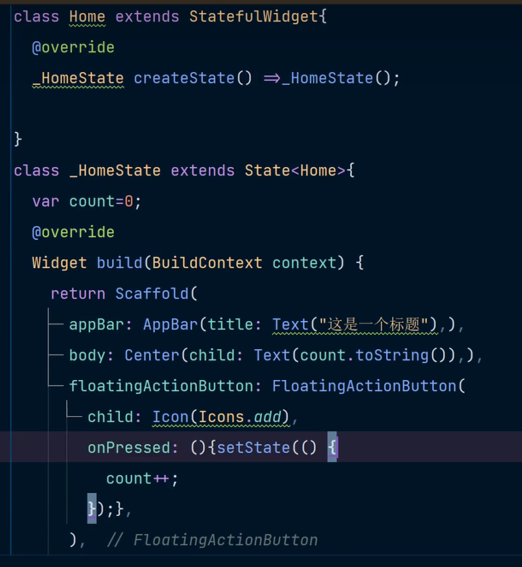 class Home extends StatefulWidget{
@override
_HomeState createState() =>_HomeState();
}
class _HomeState extends State<Home>{
var count=0;
@override
Widget build(BuildContext context) {
return Scaffold(
appBar: AppBar(title: Text("这是一个标题"),),
body: Center(child: Text(count.toString()),),
floatingActionButton: FloatingActionButton(
child: Icon(Icons.add),
onPressed: (){setState(() {
count++;
});},
), // FloatingActionButton